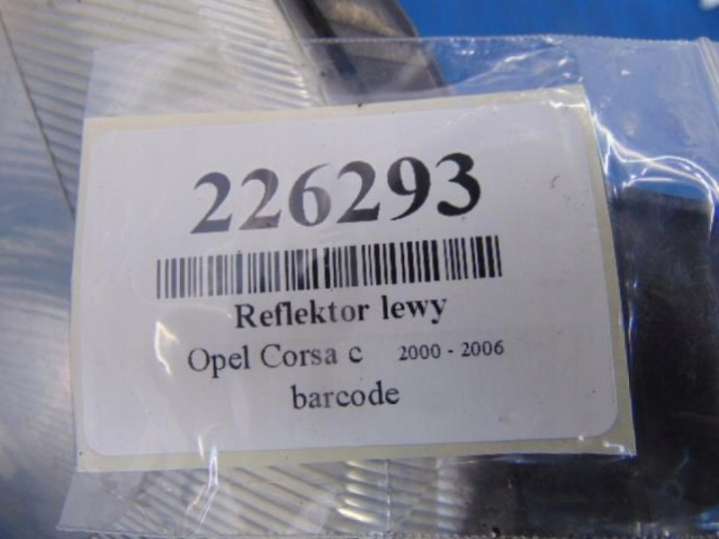 226293
Reflektor lewy
Opel Corsa c 2000 - 2006
barcode